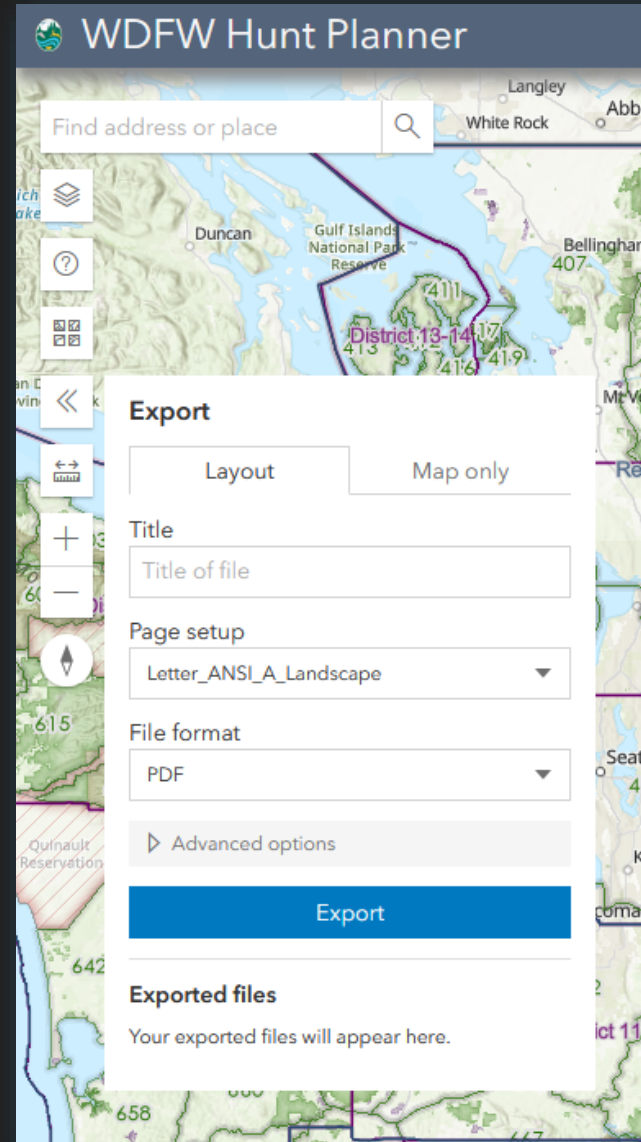 WDFW Hunt Planner
Find address or place
Langley
White Rock
Duncan
Gulf Islands
National Park
Reserve
407
411
District 13-14
413
417
416
419
Export
Layout
Map only
Title
Title of file
Page setup
Letter_ANSI_A_Landscape
File format
PDF
Advanced options
Export
Exported files
Your exported files will appear here.
615
Quinault
Reservation
642
658